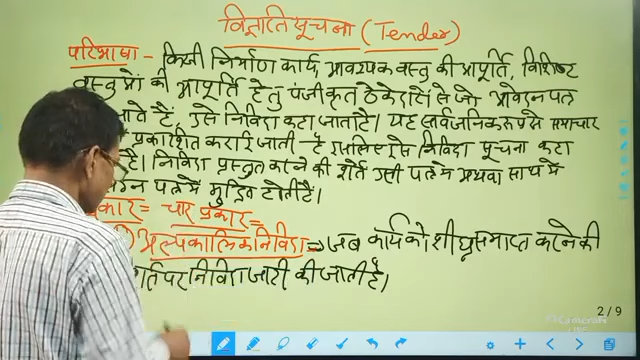 विज्ञप्ति सूचना (Tender)
परिभाषा - किसी निर्माण कार्य, आवश्यक वस्तु की आपूर्ति, विशिष्ट
वस्तुओं की आपूर्ति हेतु पंजीकृत ठेकेदारों से जो आवेदन पत्र
जाते हैं, उसे निविदा कहा जाता है। यह सार्वजनिक रूप से समाचार
प्रकाशित कराई जाती है इसलिए इसे निविदा सूचना कहा
है। निविदा प्रस्तुत करने की शर्तें उसी पत्र में अथवा साथ में
पत्र में मुद्रित होती हैं।
प्रकार = चार प्रकार =
अल्पकालिक निविदा => जब कार्य को शीघ्र समाप्त करने की
शर्त पर निविदा जारी की जाती है।
2/9